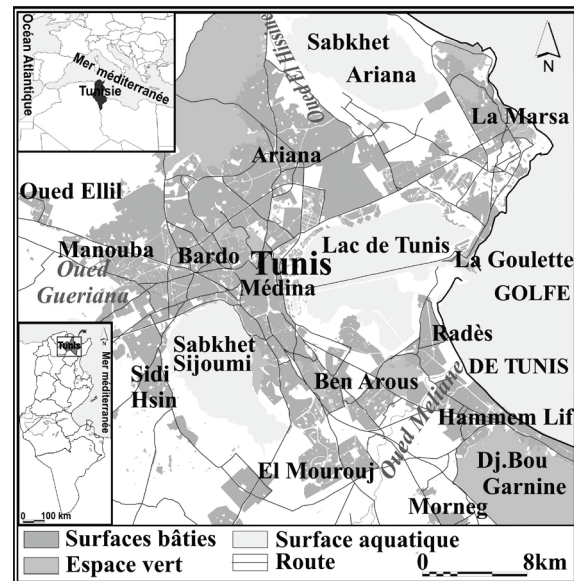 Océan Atlantique
Mer méditerranée
Tunisie
N
Oued El Hissine
Sabkhet
Ariana
La Marsa
Ariana
Oued Ellil
Manouba
Bardo
Tunis
Médina
Lac de Tunis
La Goulette
Oued
Gueriana
GOLFE
DE TUNIS
Radès
Sabkhet
Sijoumi
Sidi
Hsin
Ben Arous
Oued Meliane
Hammem Lif
El Mourouj
Dj.Bou
Garnine
Morneg
Tunis
Mer méditerranée
0 100 km
Surfaces bâties
Surface aquatique
Espace vert
Route
0 8km